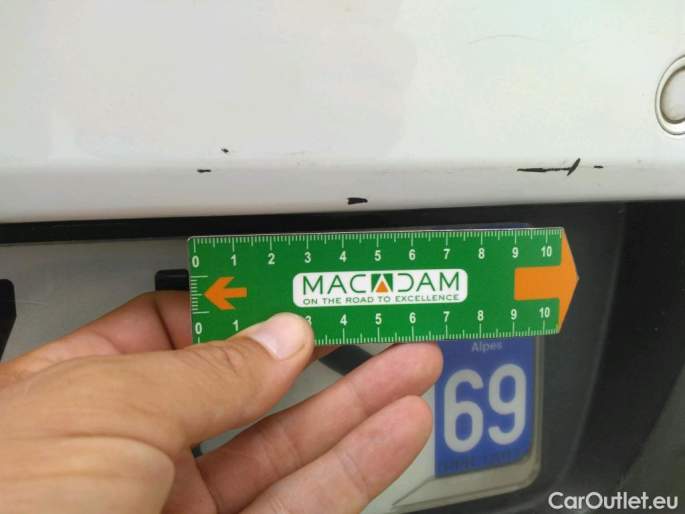 0 1 2 3 4 5 6 7 8 9 10
MACADAM
ON THE ROAD TO EXCELLENCE
0 1 3 4 5 6 7 8 9 10
Alpes
69
CarOutlet.eu